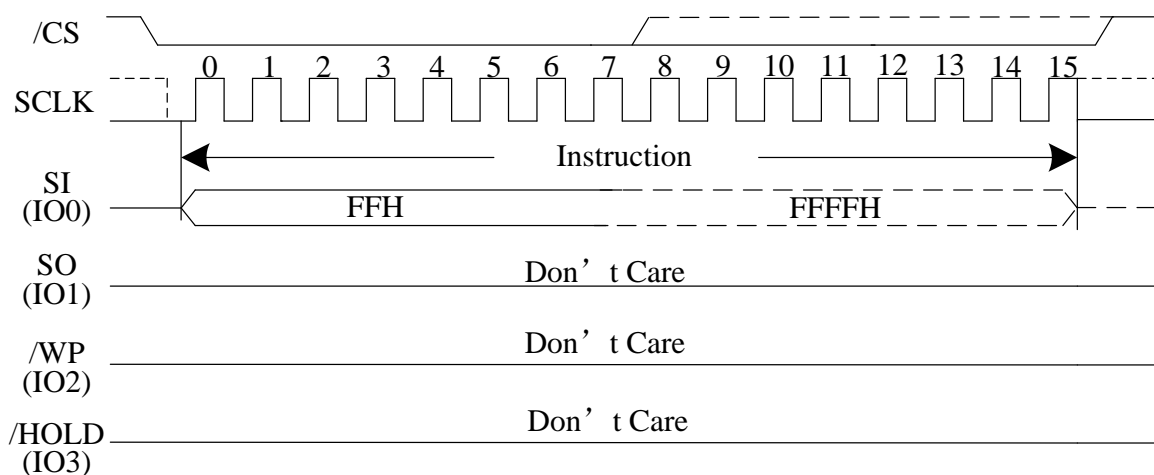 /CS
0 1 2 3 4 5 6 7 8 9 10 11 12 13 14 15
SCLK
Instruction
SI
(IO0)
FFH FFFFH
SO
(IO1)
Don’t Care
/WP
(IO2)
Don’t Care
/HOLD
(IO3)
Don’t Care